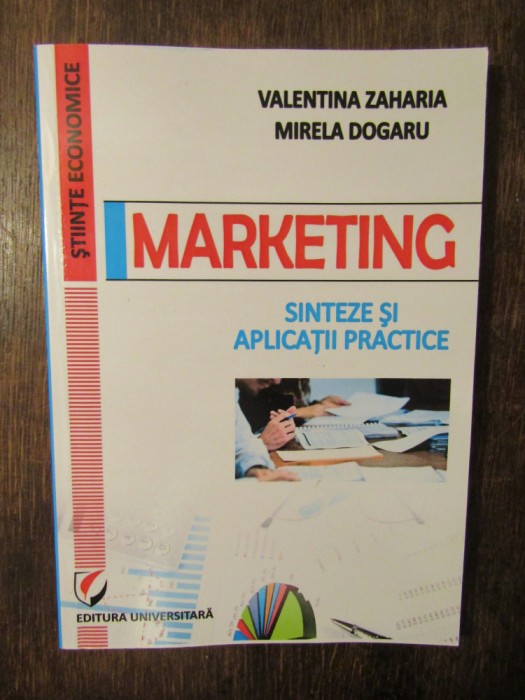 ȘTIINȚE ECONOMICE
VALENTINA ZAHARIA
MIRELA DOGARU
MARKETING
SINTEZE ȘI
APLICAȚII PRACTICE
EDITURA UNIVERSITARĂ